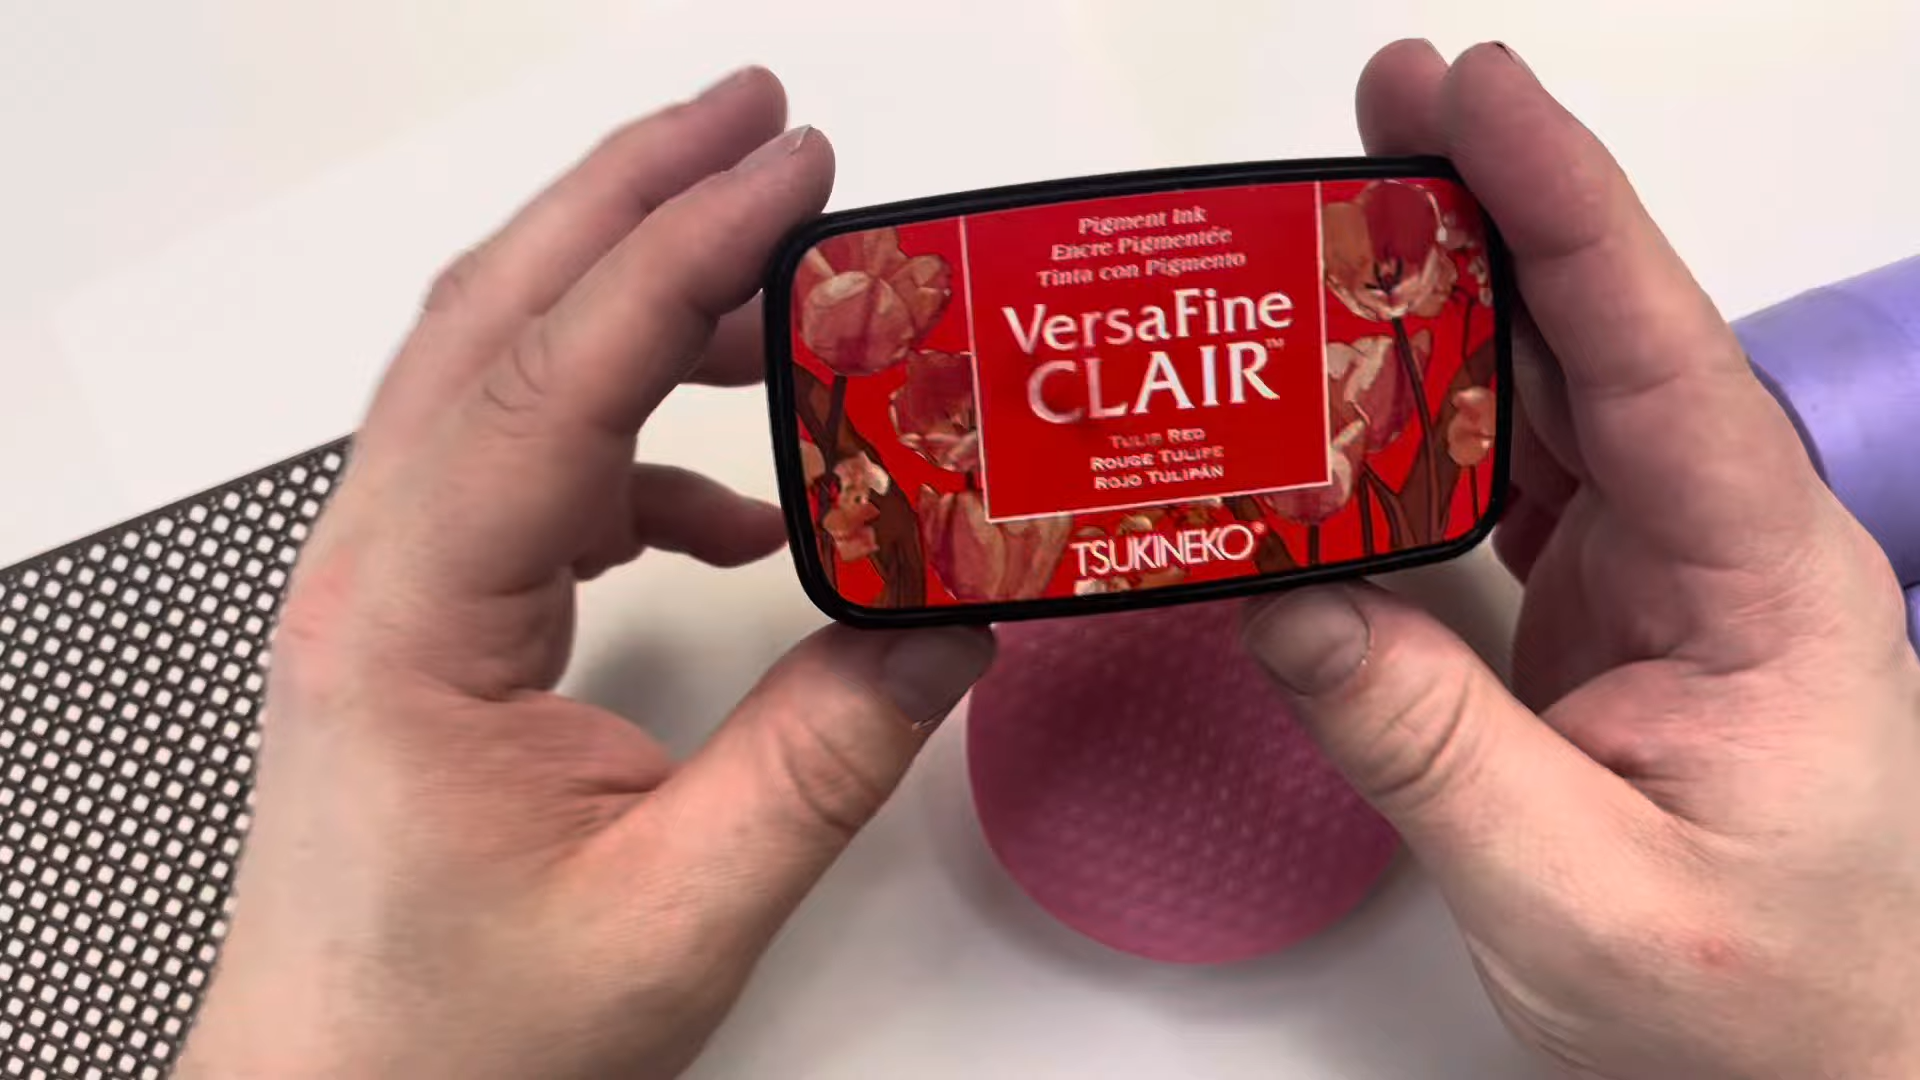 Pigment Ink
Encre Pigmentée
Tinta con Pigmento
VersaFine
CLAIR™
TULIP RED
ROUGE TULIPE
ROJO TULIPÁN
TSUKINEKO®